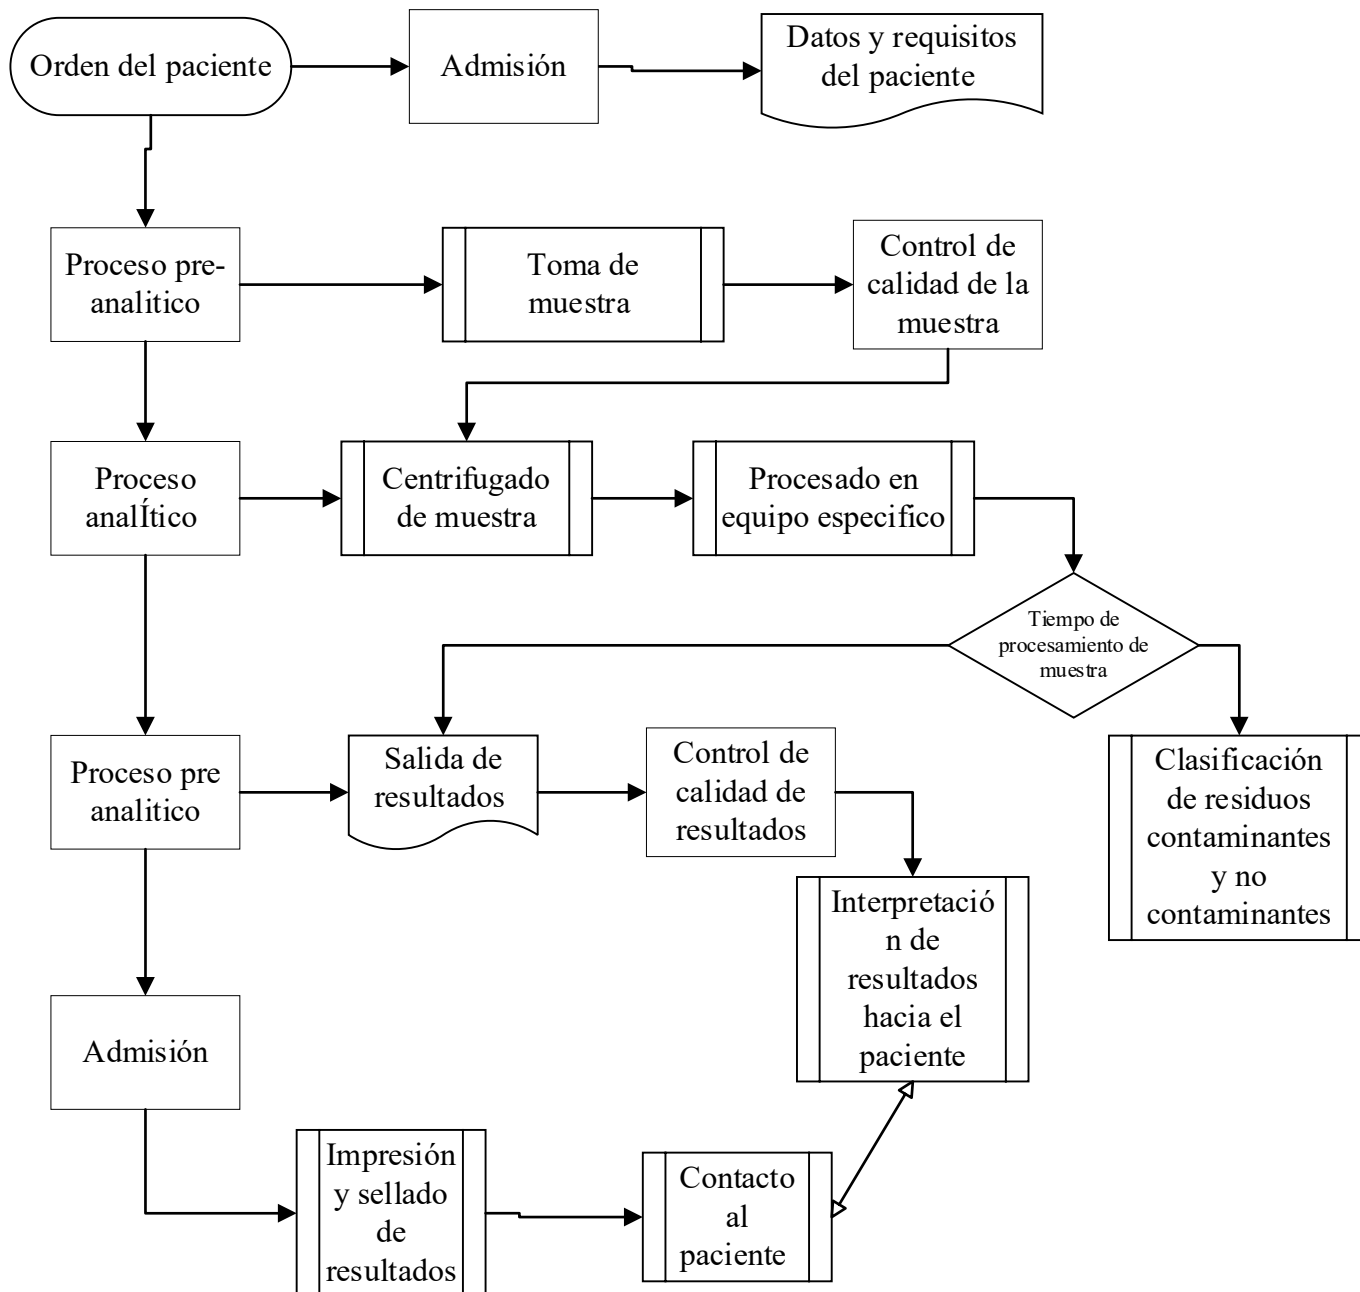 Orden del paciente
Admisión
Datos y requisitos
del paciente
Proceso pre-
analitico
Toma de
muestra
Control de
calidad de la
muestra
Proceso
analÍtico
Centrifugado
de muestra
Procesado en
equipo especifico
Tiempo de
procesamiento de
muestra
Proceso pre
analitico
Salida de
resultados
Control de
calidad de
resultados
Clasificación
de residuos
contaminantes
y no
contaminantes
Interpretació
n de
resultados
hacia el
paciente
Admisión
Impresión
y sellado
de
resultados
Contacto
al
paciente